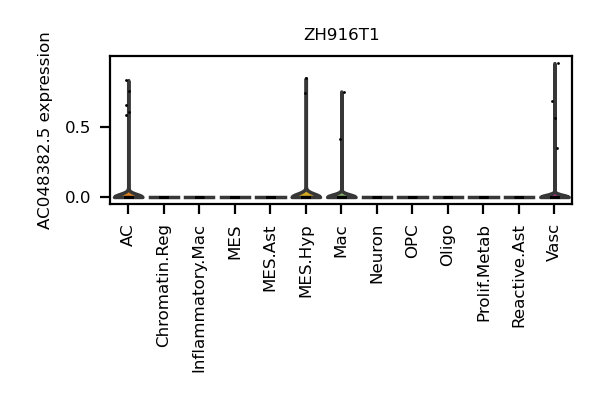 ZH916T1
AC048382.5 expression
0.5
0.0
AC
Chromatin.Reg
Inflammatory.Mac
MES
MES.Ast
MES.Hyp
Mac
Neuron
OPC
Oligo
Prolif.Metab
Reactive.Ast
Vasc